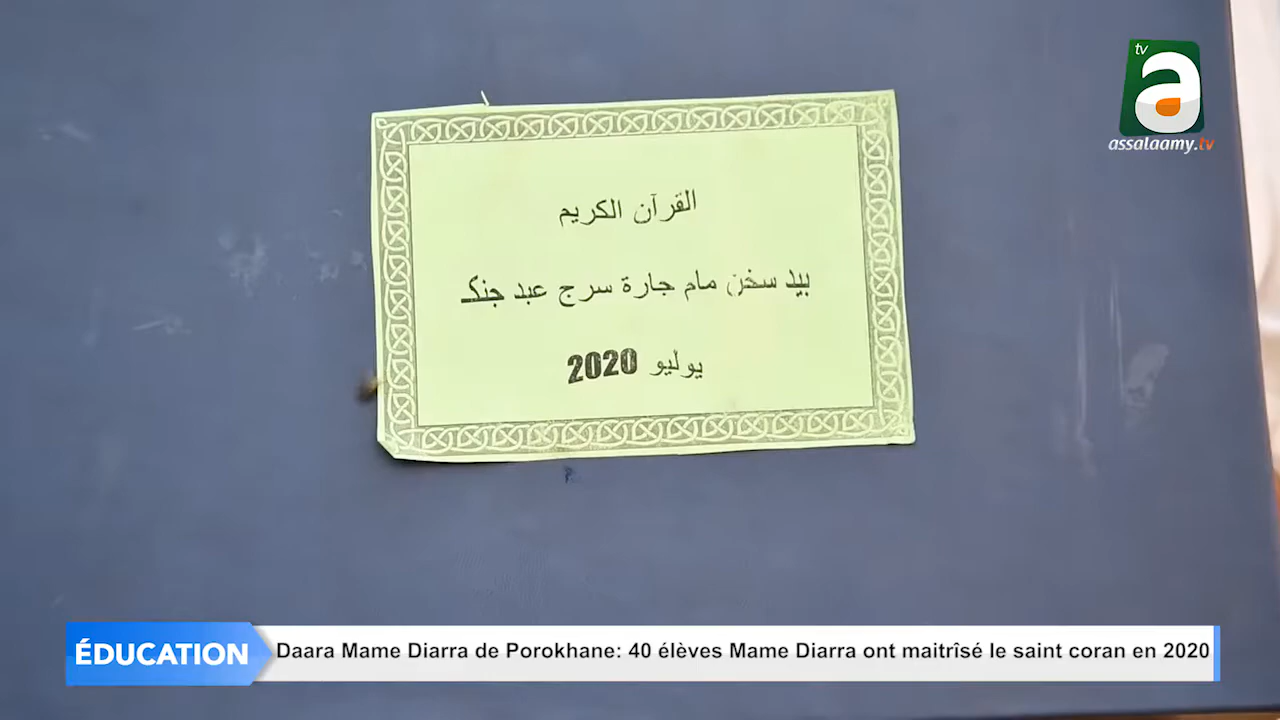 tv
a
assalaamy.tv
القرآن الكريم
بيد سخن مام جارة سرج عبد جنكـ
يوليو 2020
ÉDUCATION
Daara Mame Diarra de Porokhane: 40 élèves Mame Diarra ont maitrîsé le saint coran en 2020